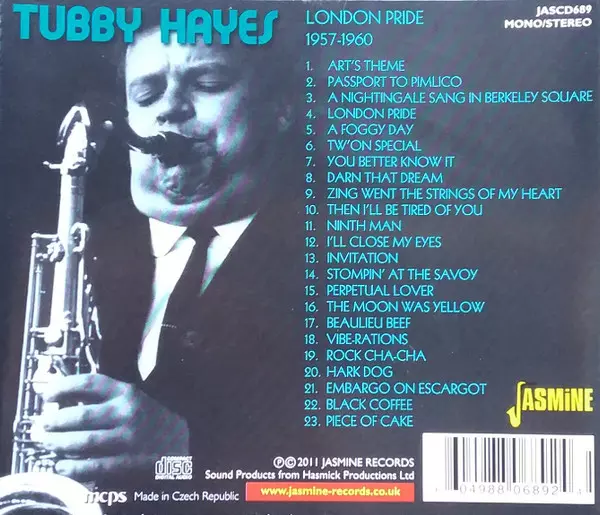 TUBBY HAYES
LONDON PRIDE
1957-1960
JASCD689
MONO/STEREO
1. ART'S THEME
2. PASSPORT TO PIMLICO
3. A NIGHTINGALE SANG IN BERKELEY SQUARE
4. LONDON PRIDE
5. A FOGGY DAY
6. TW'ON SPECIAL
7. YOU BETTER KNOW IT
8. DARN THAT DREAM
9. ZING WENT THE STRINGS OF MY HEART
10. THEN I'LL BE TIRED OF YOU
11. NINTH MAN
12. I'LL CLOSE MY EYES
13. INVITATION
14. STOMPIN' AT THE SAVOY
15. PERPETUAL LOVER
16. THE MOON WAS YELLOW
17. BEAULIEU BEEF
18. VIBE-RATIONS
19. ROCK CHA-CHA
20. HARK DOG
21. EMBARGO ON ESCARGOT
22. BLACK COFFEE
23. PIECE OF CAKE
JASMINE
COMPACT
disc
DIGITAL AUDIO
℗©2011 JASMINE RECORDS
Sound Products from Hasmick Productions Ltd
mcps Made in Czech Republic
www.jasmine-records.co.uk
04988 06892